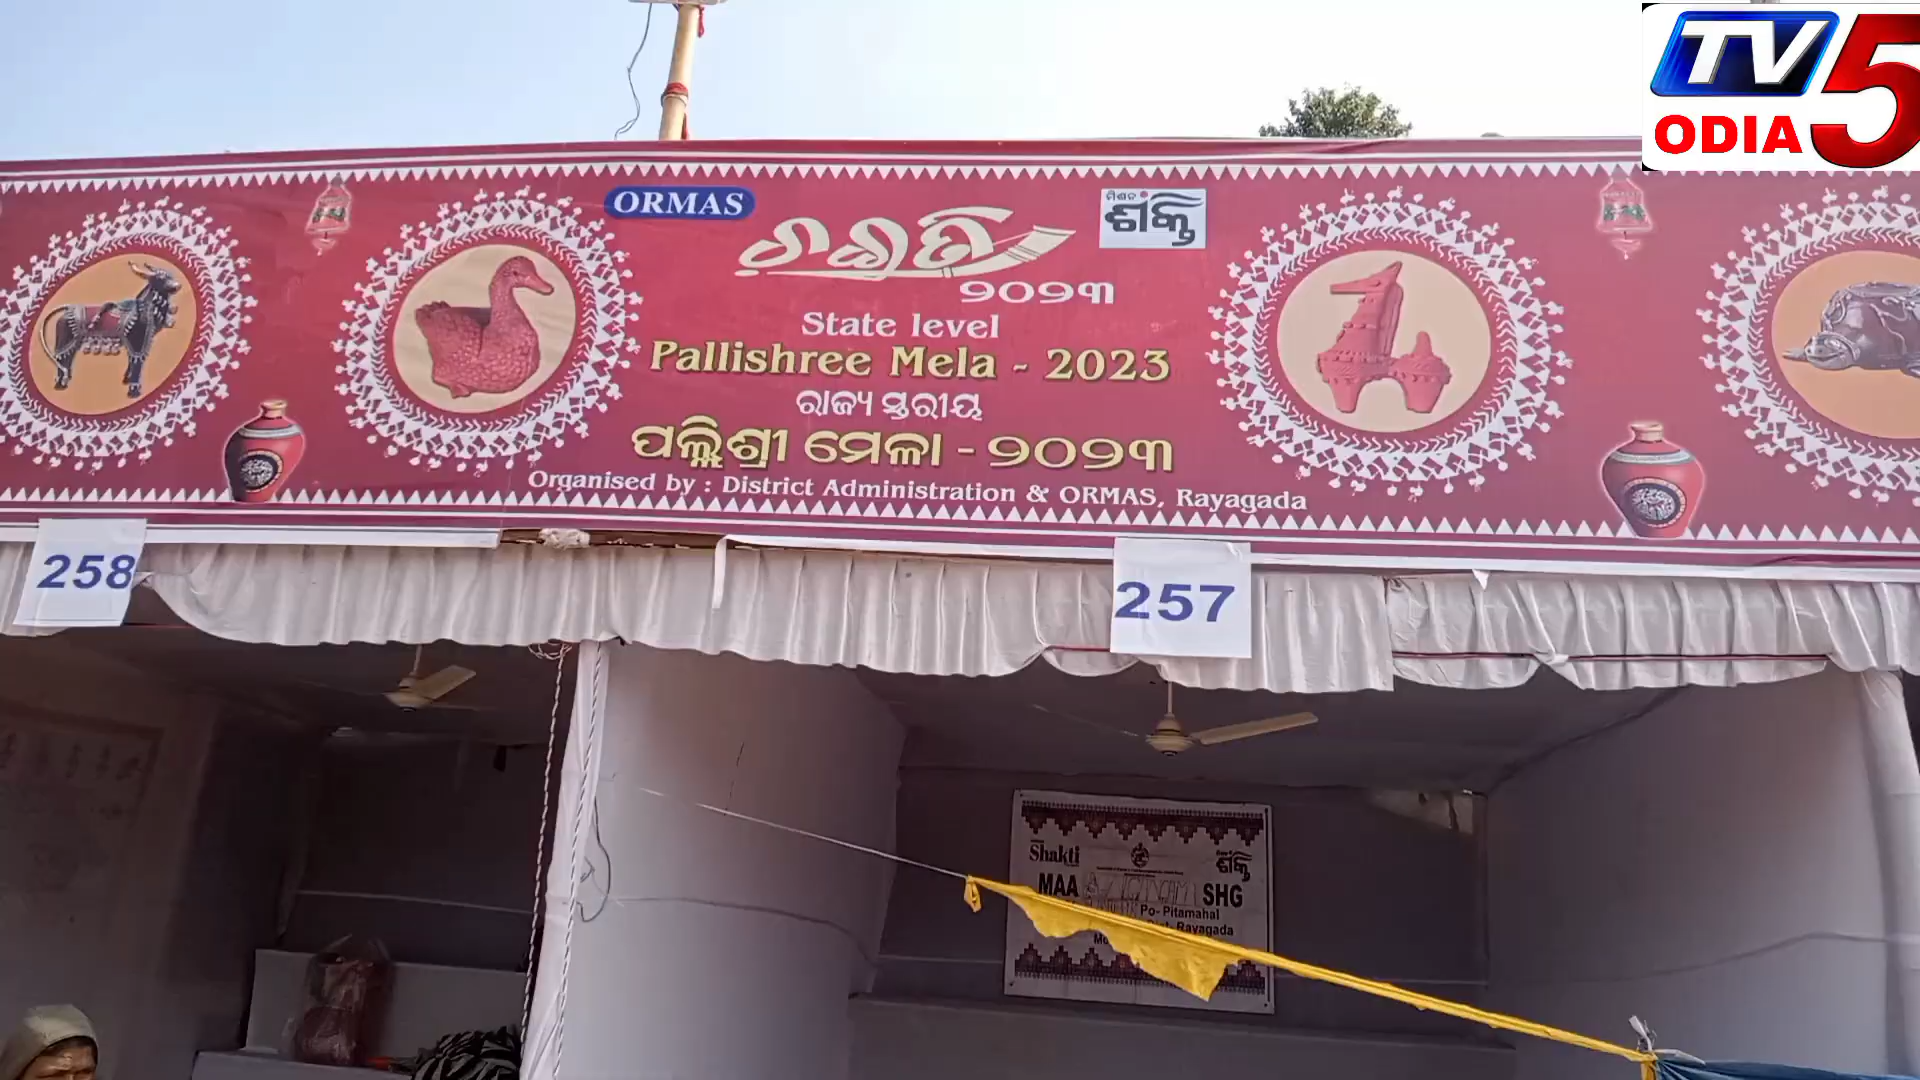 TV5
ODIA
ORMAS
ମିଶନ
ଶକ୍ତି
ଚଇତି
୨୦୨୩
State level
Pallishree Mela - 2023
ରାଜ୍ୟ ସ୍ତରୀୟ
ପଲ୍ଲିଶ୍ରୀ ମେଳା - ୨୦୨୩
Organised by : District Administration & ORMAS, Rayagada
258
257
Shakti
ଶକ୍ତି
MAA SHG
Po- Pitamahal
Rayagada